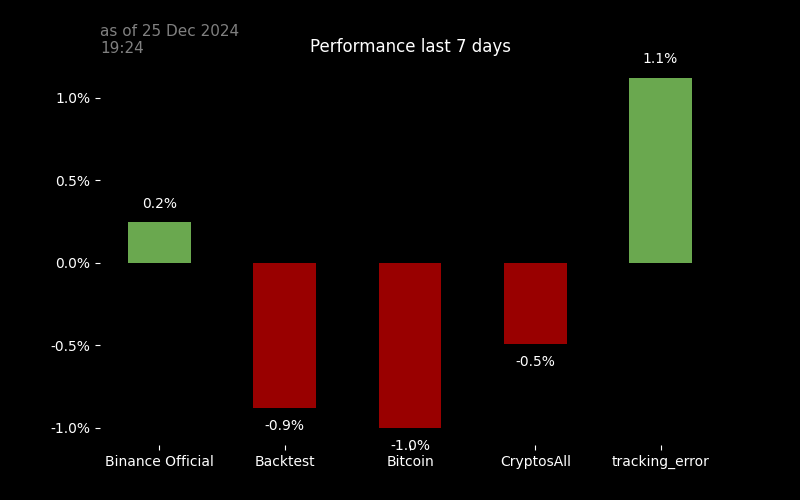 as of 25 Dec 2024
19:24
Performance last 7 days
1.1%
1.0%
0.5%
0.2%
0.0%
-0.5%
-0.5%
-0.9%
-1.0%
-1.0%
Binance Official
Backtest
Bitcoin
CryptosAll
tracking_error